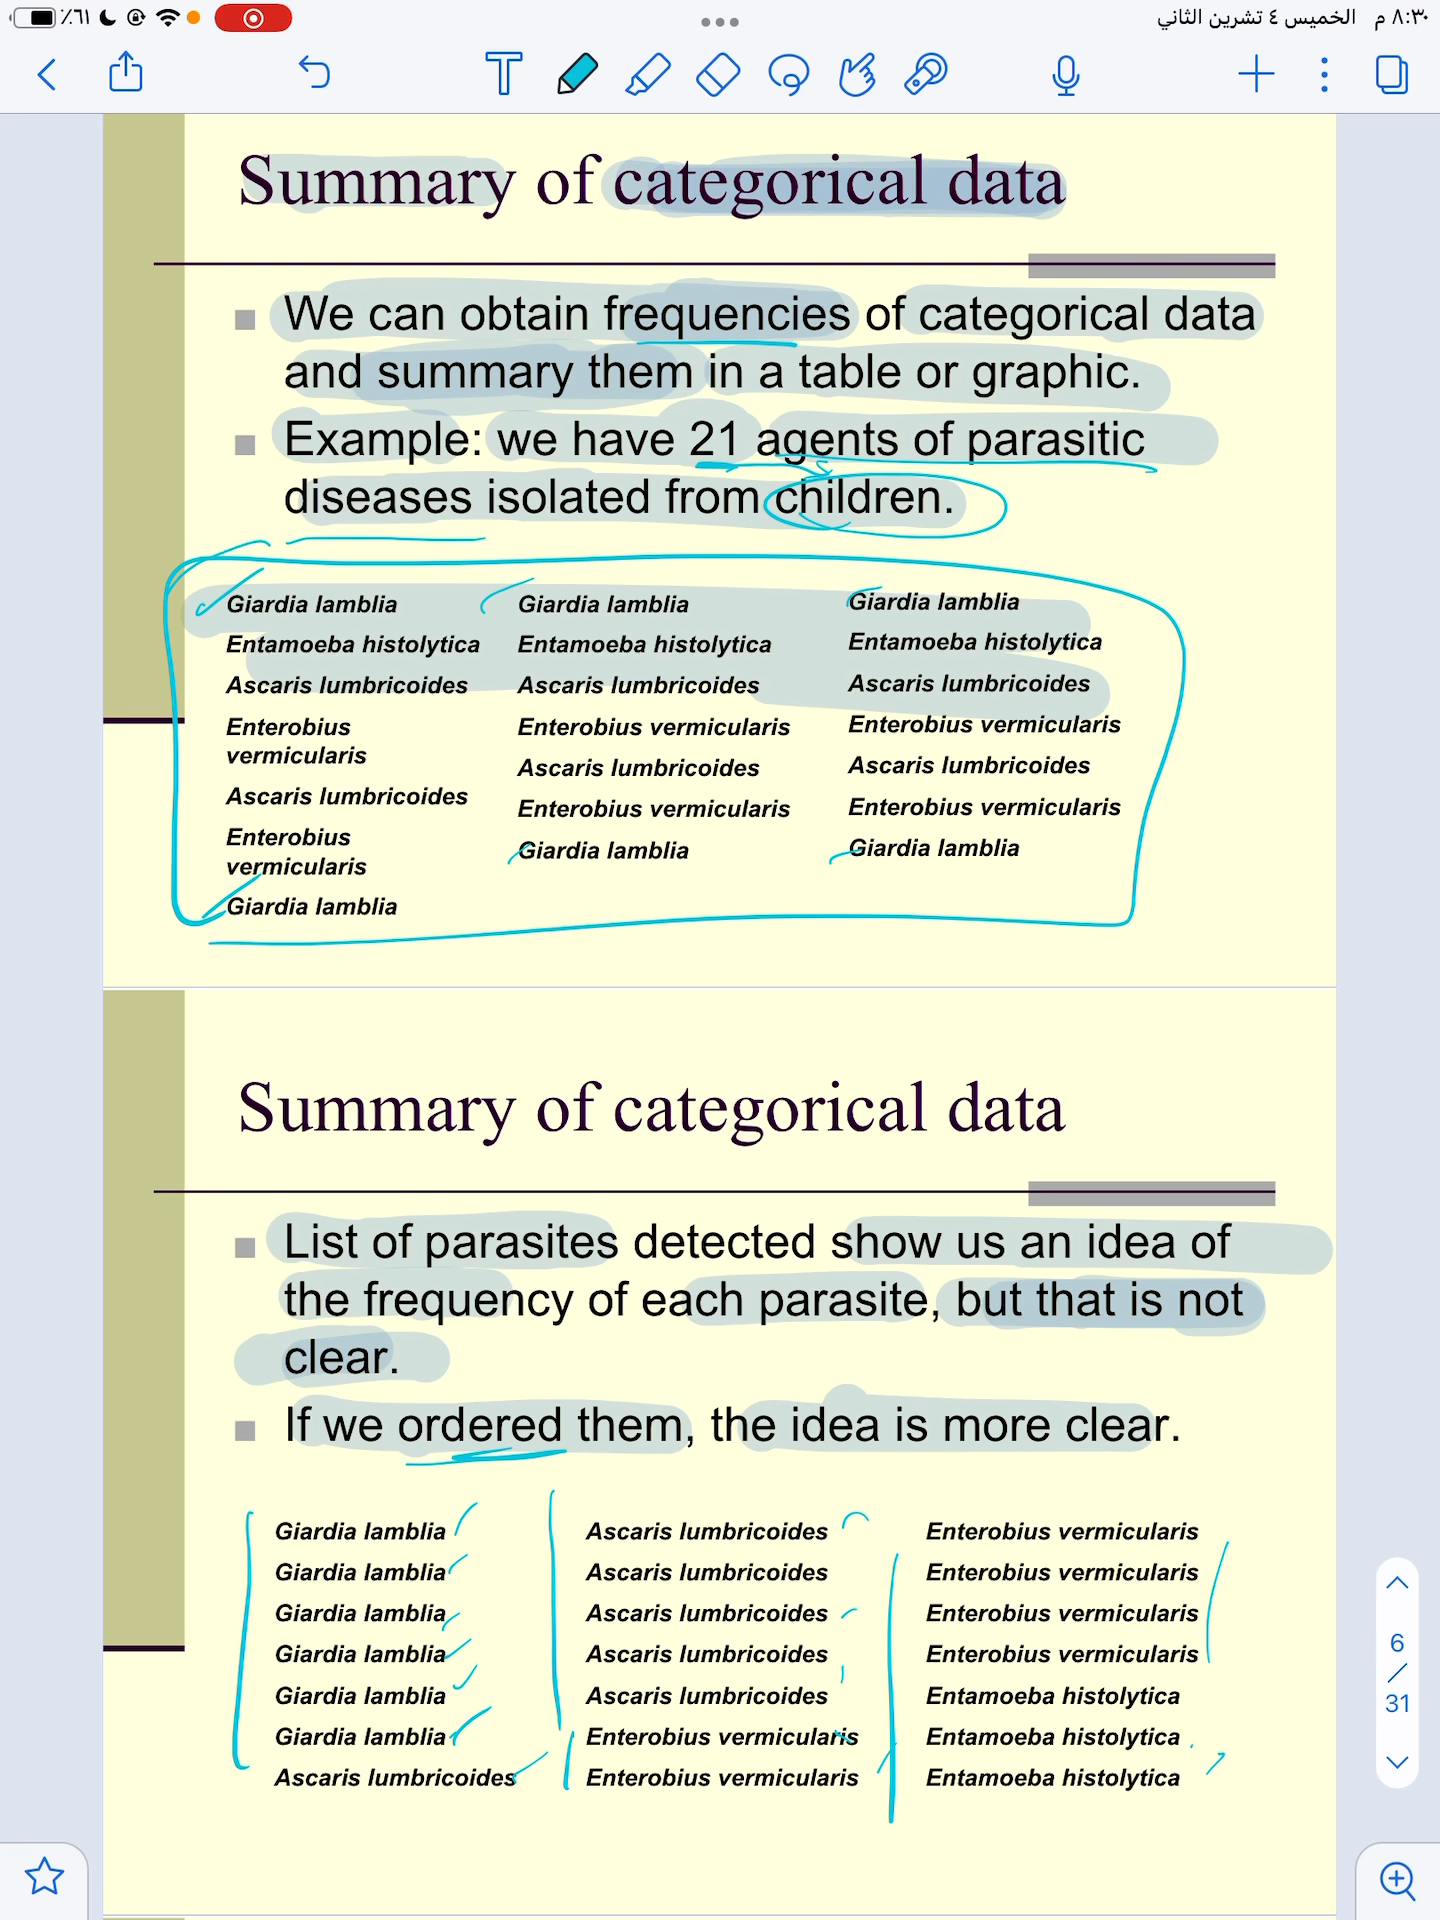 ٪٦١
الخميس ٤ تشرين الثاني ٨:٣٠ م
Summary of categorical data
We can obtain frequencies of categorical data
and summary them in a table or graphic.
Example: we have 21 agents of parasitic
diseases isolated from children.
Giardia lamblia
Entamoeba histolytica
Ascaris lumbricoides
Enterobius
vermicularis
Ascaris lumbricoides
Enterobius
vermicularis
Giardia lamblia
Giardia lamblia
Entamoeba histolytica
Ascaris lumbricoides
Enterobius vermicularis
Ascaris lumbricoides
Enterobius vermicularis
Giardia lamblia
Giardia lamblia
Entamoeba histolytica
Ascaris lumbricoides
Enterobius vermicularis
Ascaris lumbricoides
Enterobius vermicularis
Giardia lamblia
Summary of categorical data
List of parasites detected show us an idea of
the frequency of each parasite, but that is not
clear.
If we ordered them, the idea is more clear.
Giardia lamblia
Giardia lamblia
Giardia lamblia
Giardia lamblia
Giardia lamblia
Giardia lamblia
Ascaris lumbricoides
Ascaris lumbricoides
Ascaris lumbricoides
Ascaris lumbricoides
Ascaris lumbricoides
Ascaris lumbricoides
Enterobius vermicularis
Enterobius vermicularis
Enterobius vermicularis
Enterobius vermicularis
Enterobius vermicularis
Enterobius vermicularis
Entamoeba histolytica
Entamoeba histolytica
Entamoeba histolytica
6
/
31